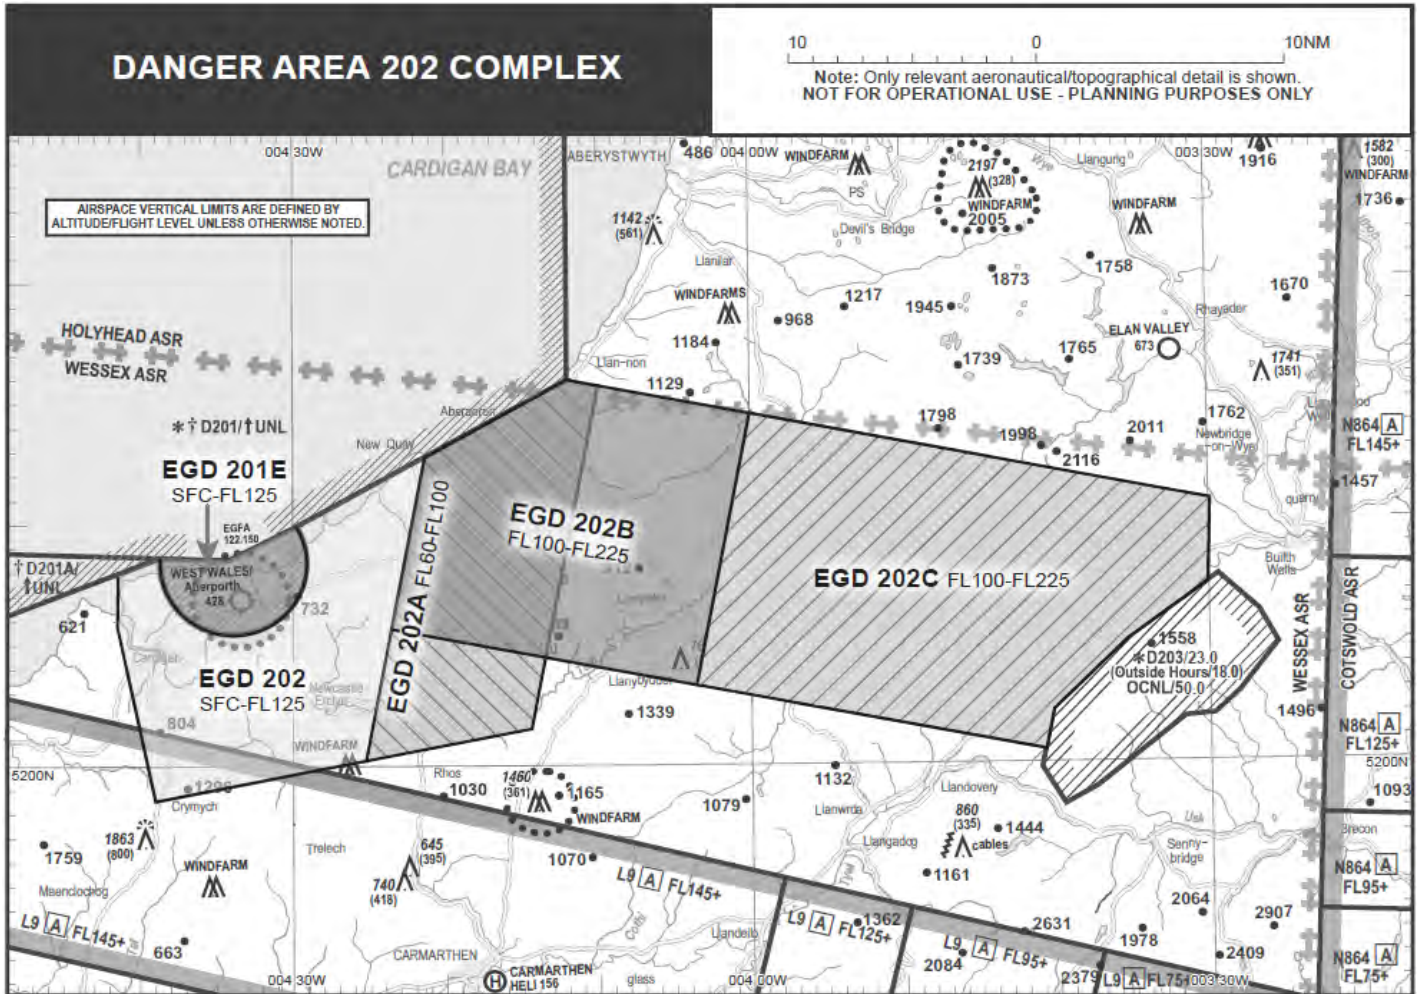 DANGER AREA 202 COMPLEX
10 0 10NM
Note: Only relevant aeronautical/topographical detail is shown.
NOT FOR OPERATIONAL USE - PLANNING PURPOSES ONLY
004 30W
CARDIGAN BAY
ABERYSTWYTH
486
004 00W
WINDFARM
PS
2197
(328)
WINDFARM
2005
Wye
Llangurig
003 30W
1916
1582
(300)
WINDFARM
1736
AIRSPACE VERTICAL LIMITS ARE DEFINED BY
ALTITUDE/FLIGHT LEVEL UNLESS OTHERWISE NOTED.
1142
(561)
Devil's Bridge
WINDFARM
Llanilar
1873
1758
1670
WINDFARMS
1217
968
1945
Rhayader
HOLYHEAD ASR
WESSEX ASR
1184
ELAN VALLEY
673
1765
1739
1741
(351)
Llan-non
1129
Aberaeron
1798
1998
2116
2011
1762
Newbridge
-on-Wye
N864 A
FL145+
1457
quarry
∗†D201/↑UNL
New Quay
EGD 201E
SFC-FL125
EGFA
122.150
EGD 202A FL60-FL100
EGD 202B
FL100-FL225
EGD 202C FL100-FL225
Builth
Wells
†D201A/
↑UNL
WEST WALES/
Aberporth
428
732
621
WESSEX ASR
COTSWOLD ASR
1558
∗D203/23.0
(Outside Hours/18.0)
OCNL/50.0
EGD 202
SFC-FL125
Newcastle
Emlyn
1339
1496
804
WINDFARM
N864 A
FL125+
5200N
5200N
1132
Rhos
1030
1460
(361)
1165
WINDFARM
1079
Llanwrda
Llandovery
860
(335)
cables
1444
1093
Crymych
1863
(800)
1759
Trelech
645
(395)
740
(418)
1070
Llangadog
1161
Usk
Senny-
bridge
Brecon
N864 A
FL95+
WINDFARM
Maenclochog
L9 A FL145+
Tywi
2064
2907
L9 A FL145+
663
CARMARTHEN
Cothi
Llandeilo
L9 A FL125+
1362
2631
1978
2409
N864 A
FL75+
CARMARTHEN
HELI 156
H
glass
004 30W
004 00W
L9 A FL95+
2084
2379
L9 A FL75+
003 30W